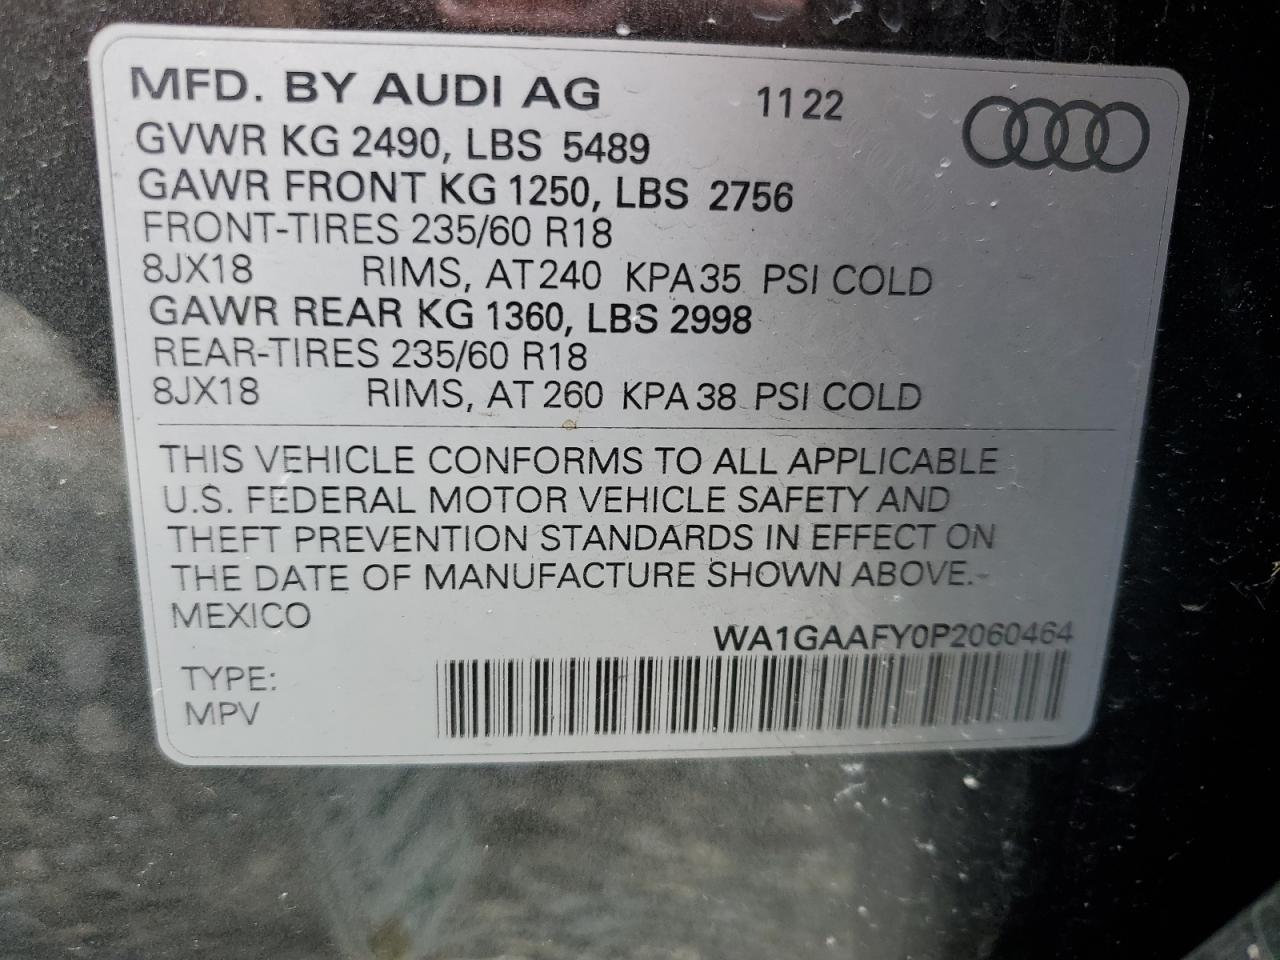 MFD. BY AUDI AG 1122
GVWR KG 2490, LBS 5489
GAWR FRONT KG 1250, LBS 2756
FRONT-TIRES 235/60 R18
8JX18 RIMS, AT 240 KPA 35 PSI COLD
GAWR REAR KG 1360, LBS 2998
REAR-TIRES 235/60 R18
8JX18 RIMS, AT 260 KPA 38 PSI COLD
THIS VEHICLE CONFORMS TO ALL APPLICABLE
U.S. FEDERAL MOTOR VEHICLE SAFETY AND
THEFT PREVENTION STANDARDS IN EFFECT ON
THE DATE OF MANUFACTURE SHOWN ABOVE.-
MEXICO
WA1GAAFY0P2060464
TYPE:
MPV